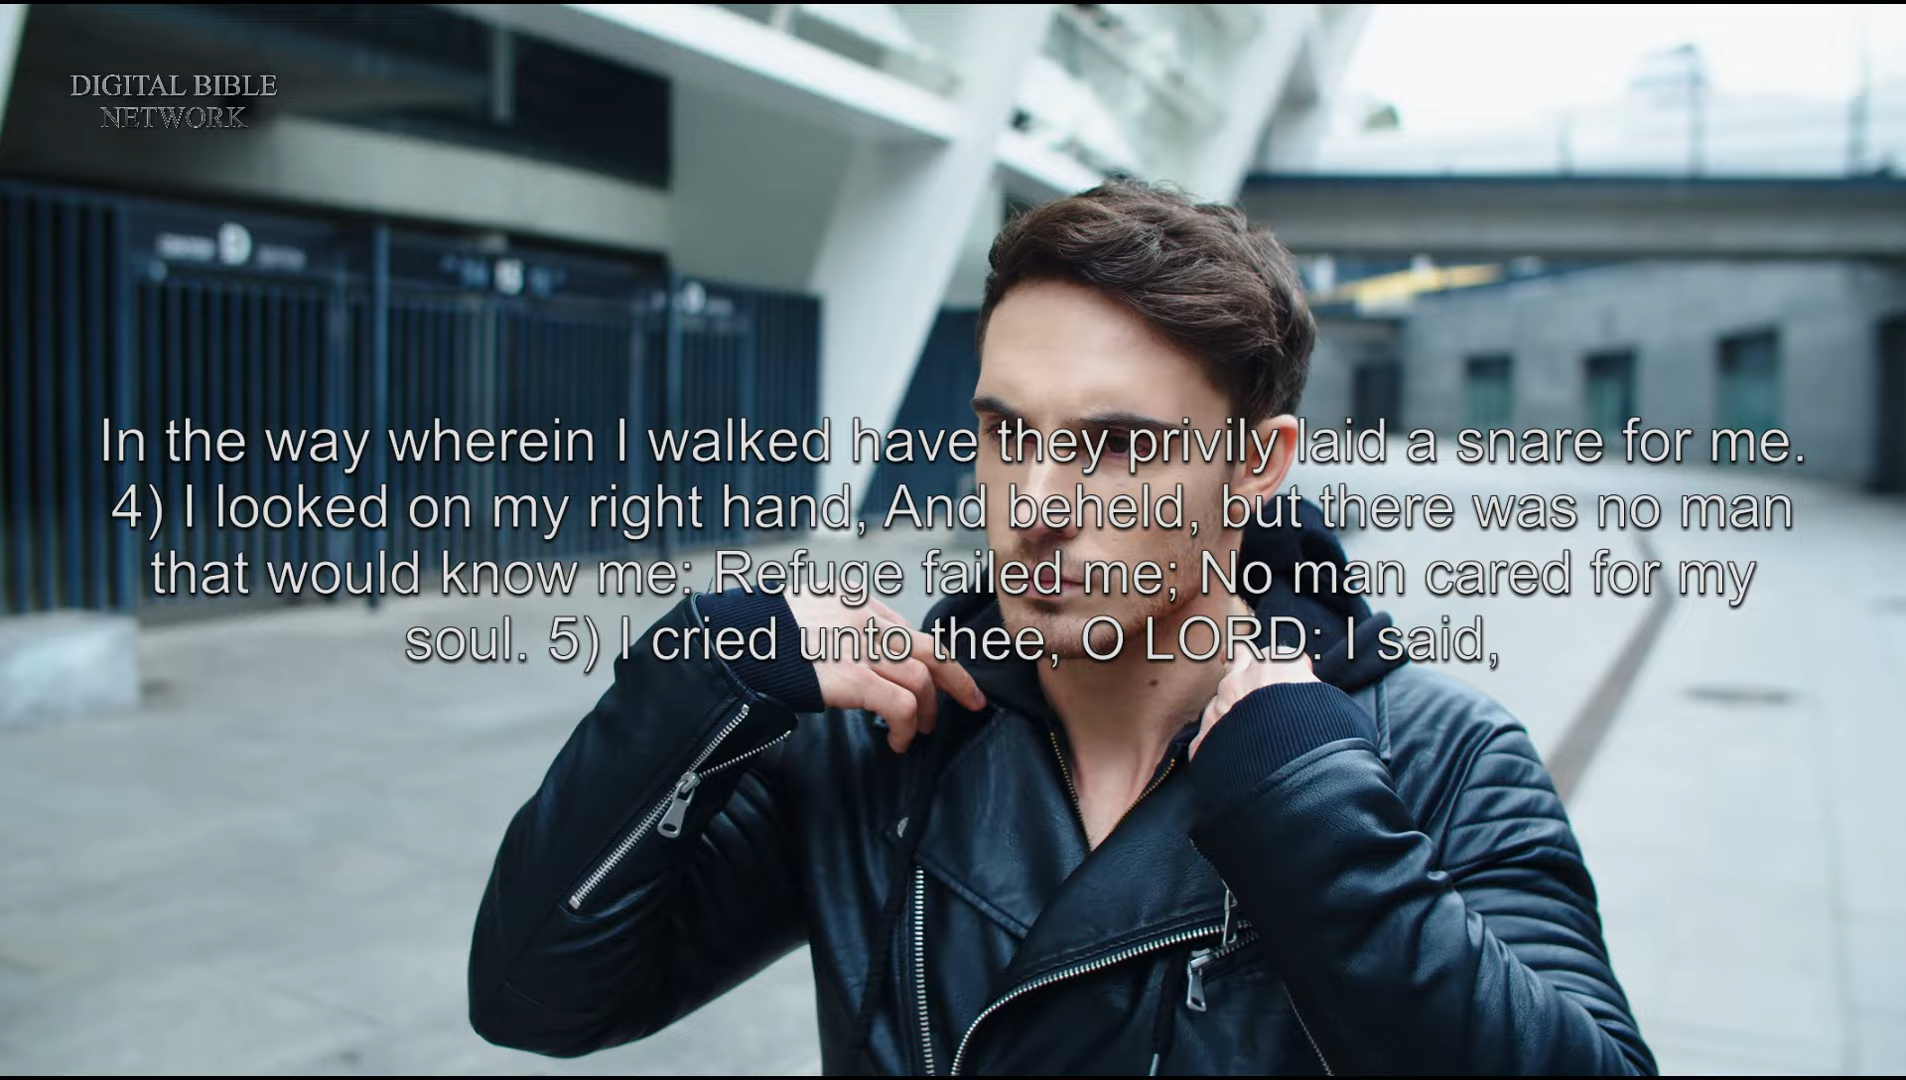 DIGITAL BIBLE
NETWORK
In the way wherein I walked have they privily laid a snare for me.
4) I looked on my right hand, And beheld, but there was no man
that would know me: Refuge failed me; No man cared for my
soul. 5) I cried unto thee, O LORD: I said,